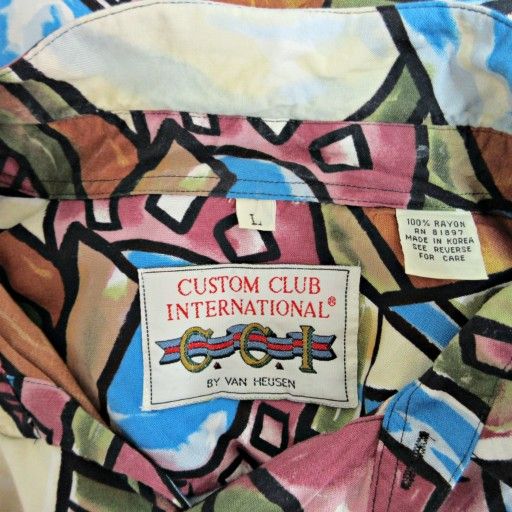 L
100% RAYON
RN 81897
MADE IN KOREA
SEE REVERSE
FOR CARE
CUSTOM CLUB
INTERNATIONAL®
C.C.I
BY VAN HEUSEN